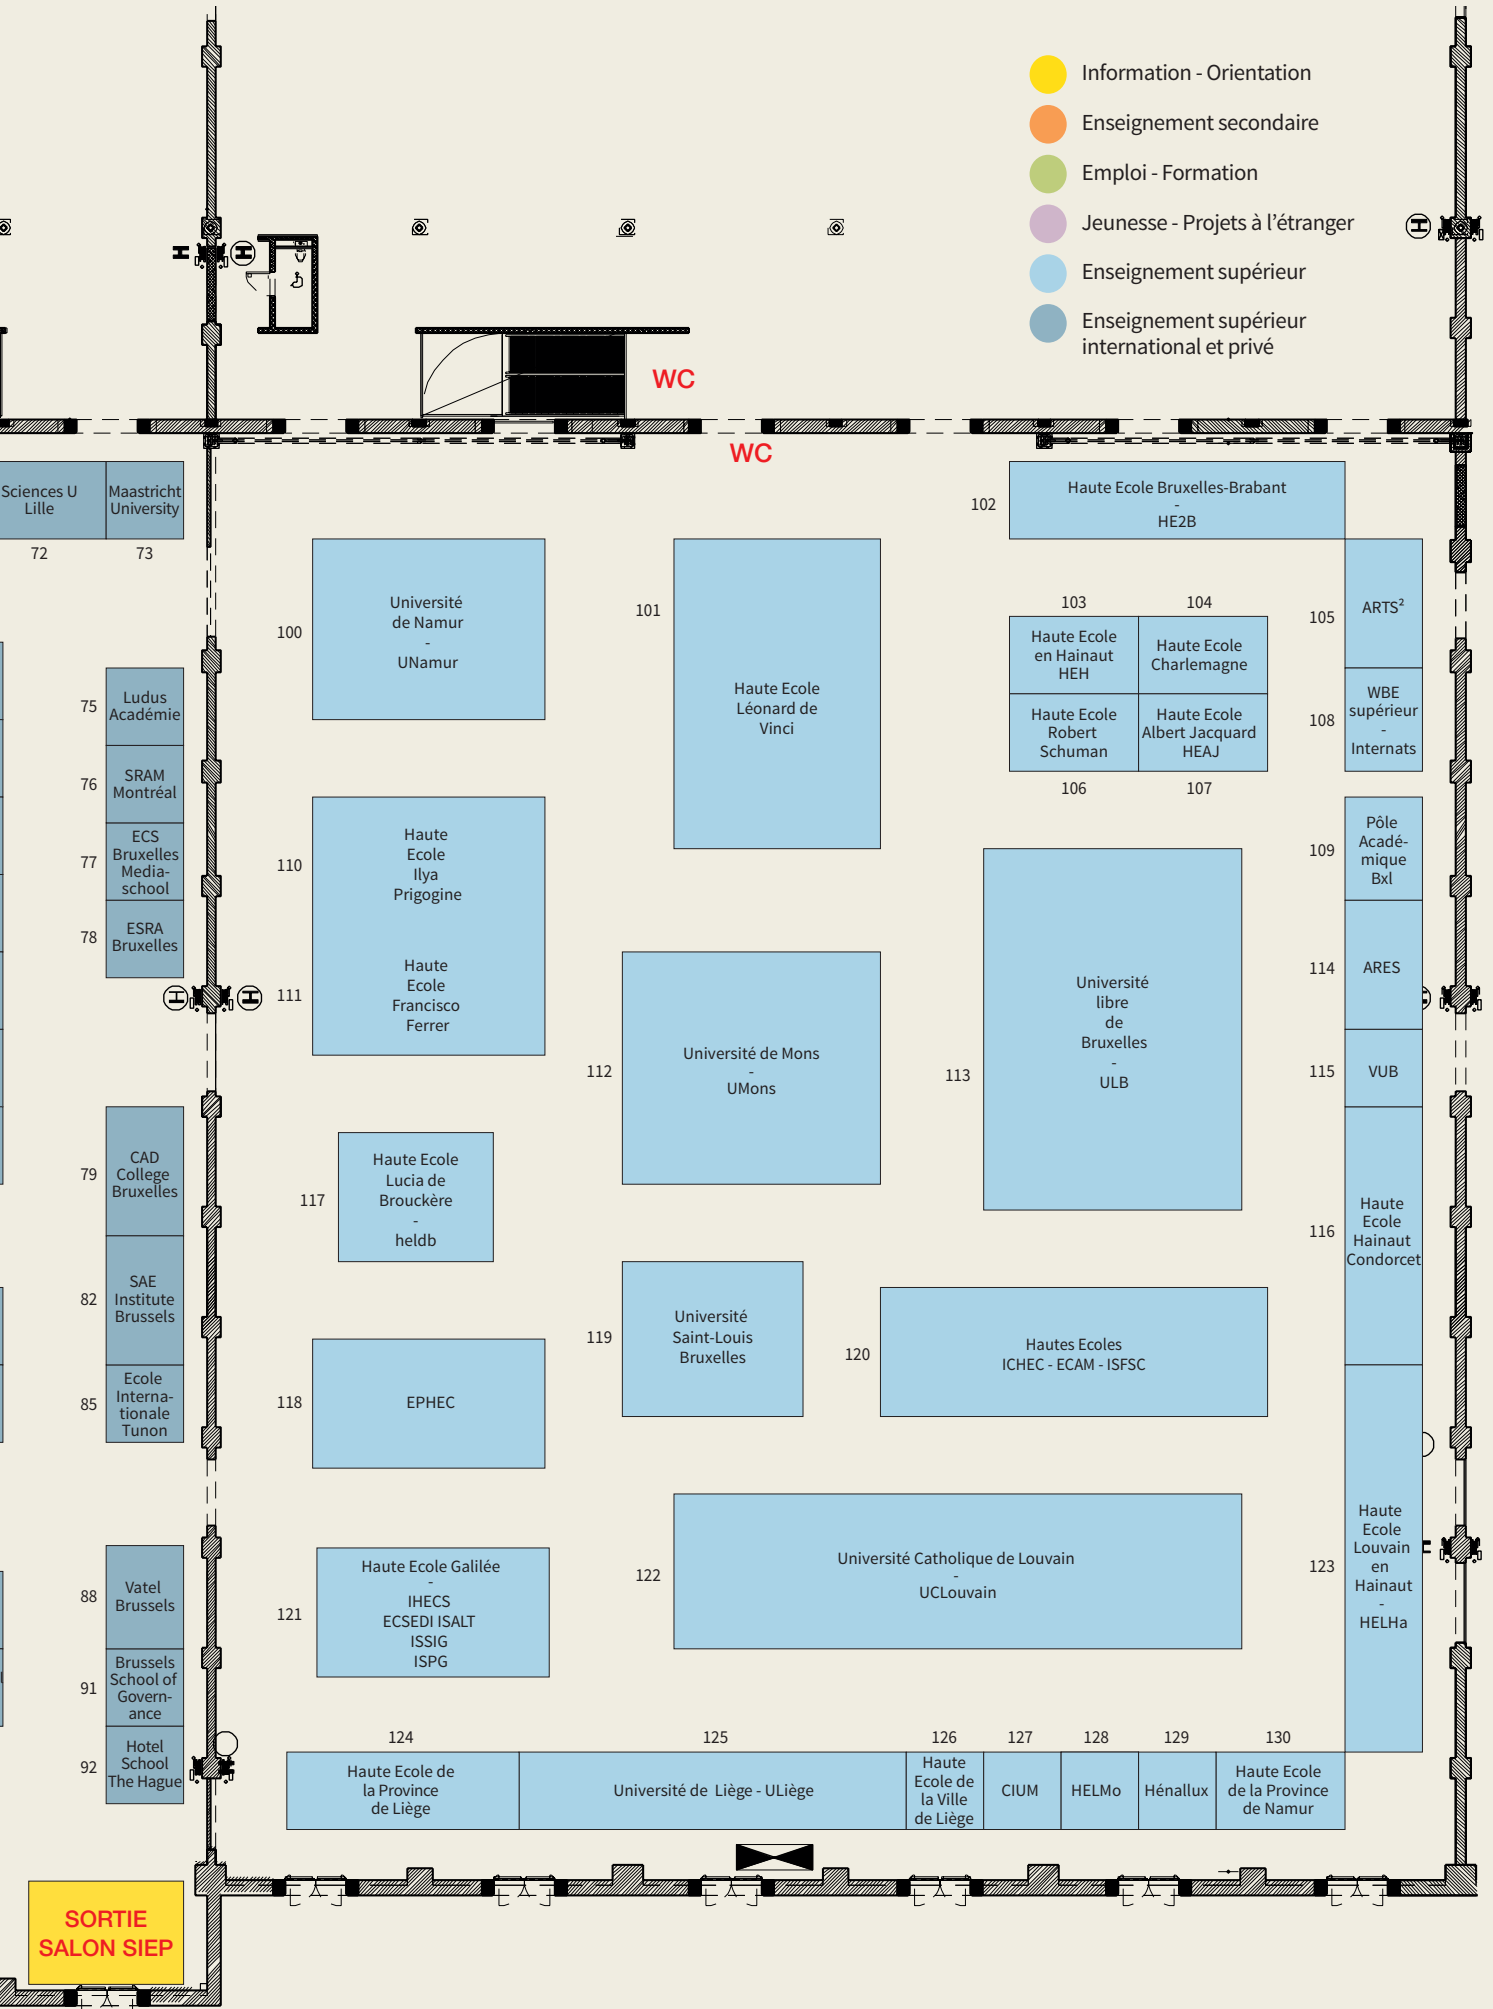 Information - Orientation
Enseignement secondaire
Emploi - Formation
Jeunesse - Projets à l'étranger
Enseignement supérieur
Enseignement supérieur
international et privé
WC
WC
Sciences U
Lille
72
Maastricht
University
73
102
Haute Ecole Bruxelles-Brabant
-
HE2B
100
Université
de Namur
-
UNamur
101
Haute Ecole
Léonard de
Vinci
103
Haute Ecole
en Hainaut
HEH
104
Haute Ecole
Charlemagne
105
ARTS²
Haute Ecole
Robert
Schuman
106
Haute Ecole
Albert Jacquard
HEAJ
107
108
WBE
supérieur
-
Internats
75
Ludus
Académie
76
SRAM
Montréal
77
ECS
Bruxelles
Media-
school
78
ESRA
Bruxelles
110
Haute
Ecole
Ilya
Prigogine
111
Haute
Ecole
Francisco
Ferrer
109
Pôle
Acadé-
mique
Bxl
112
Université de Mons
-
UMons
113
Université
libre
de
Bruxelles
-
ULB
114
ARES
115
VUB
79
CAD
College
Bruxelles
117
Haute Ecole
Lucia de
Brouckère
-
heldb
116
Haute
Ecole
Hainaut
Condorcet
82
SAE
Institute
Brussels
85
Ecole
Interna-
tionale
Tunon
118
EPHEC
119
Université
Saint-Louis
Bruxelles
120
Hautes Ecoles
ICHEC - ECAM - ISFSC
88
Vatel
Brussels
91
Brussels
School of
Govern-
ance
92
Hotel
School
The Hague
121
Haute Ecole Galilée
-
IHECS
ECSEDI ISALT
ISSIG
ISPG
122
Université Catholique de Louvain
-
UCLouvain
123
Haute
Ecole
Louvain
en
Hainaut
-
HELHa
124
Haute Ecole de
la Province
de Liège
125
Université de Liège - ULiège
126
Haute
Ecole de
la Ville
de Liège
127
CIUM
128
HELMo
129
Hénallux
130
Haute Ecole
de la Province
de Namur
SORTIE
SALON SIEP